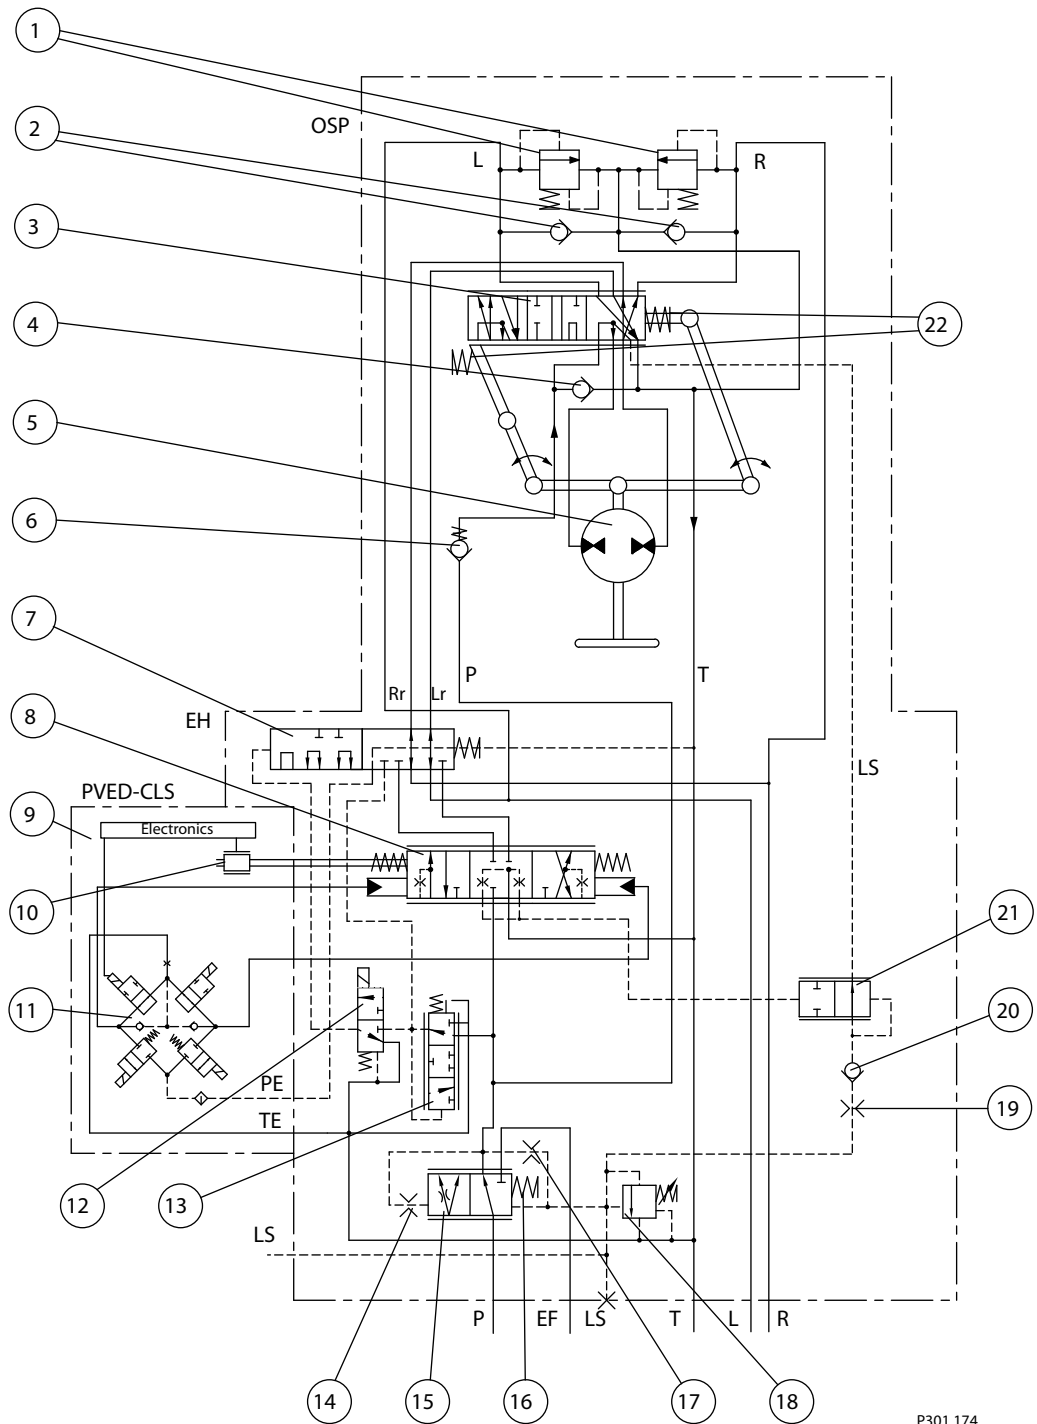 1
OSP
2
L
R
3
4
22
5
6
7
P
T
Rr
Lr
EH
8
LS
PVED-CLS
9
Electronics
10
21
11
20
PE
TE
19
12
13
LS
P
EF
LS
T
L
R
14
15
16
17
18
P301 174